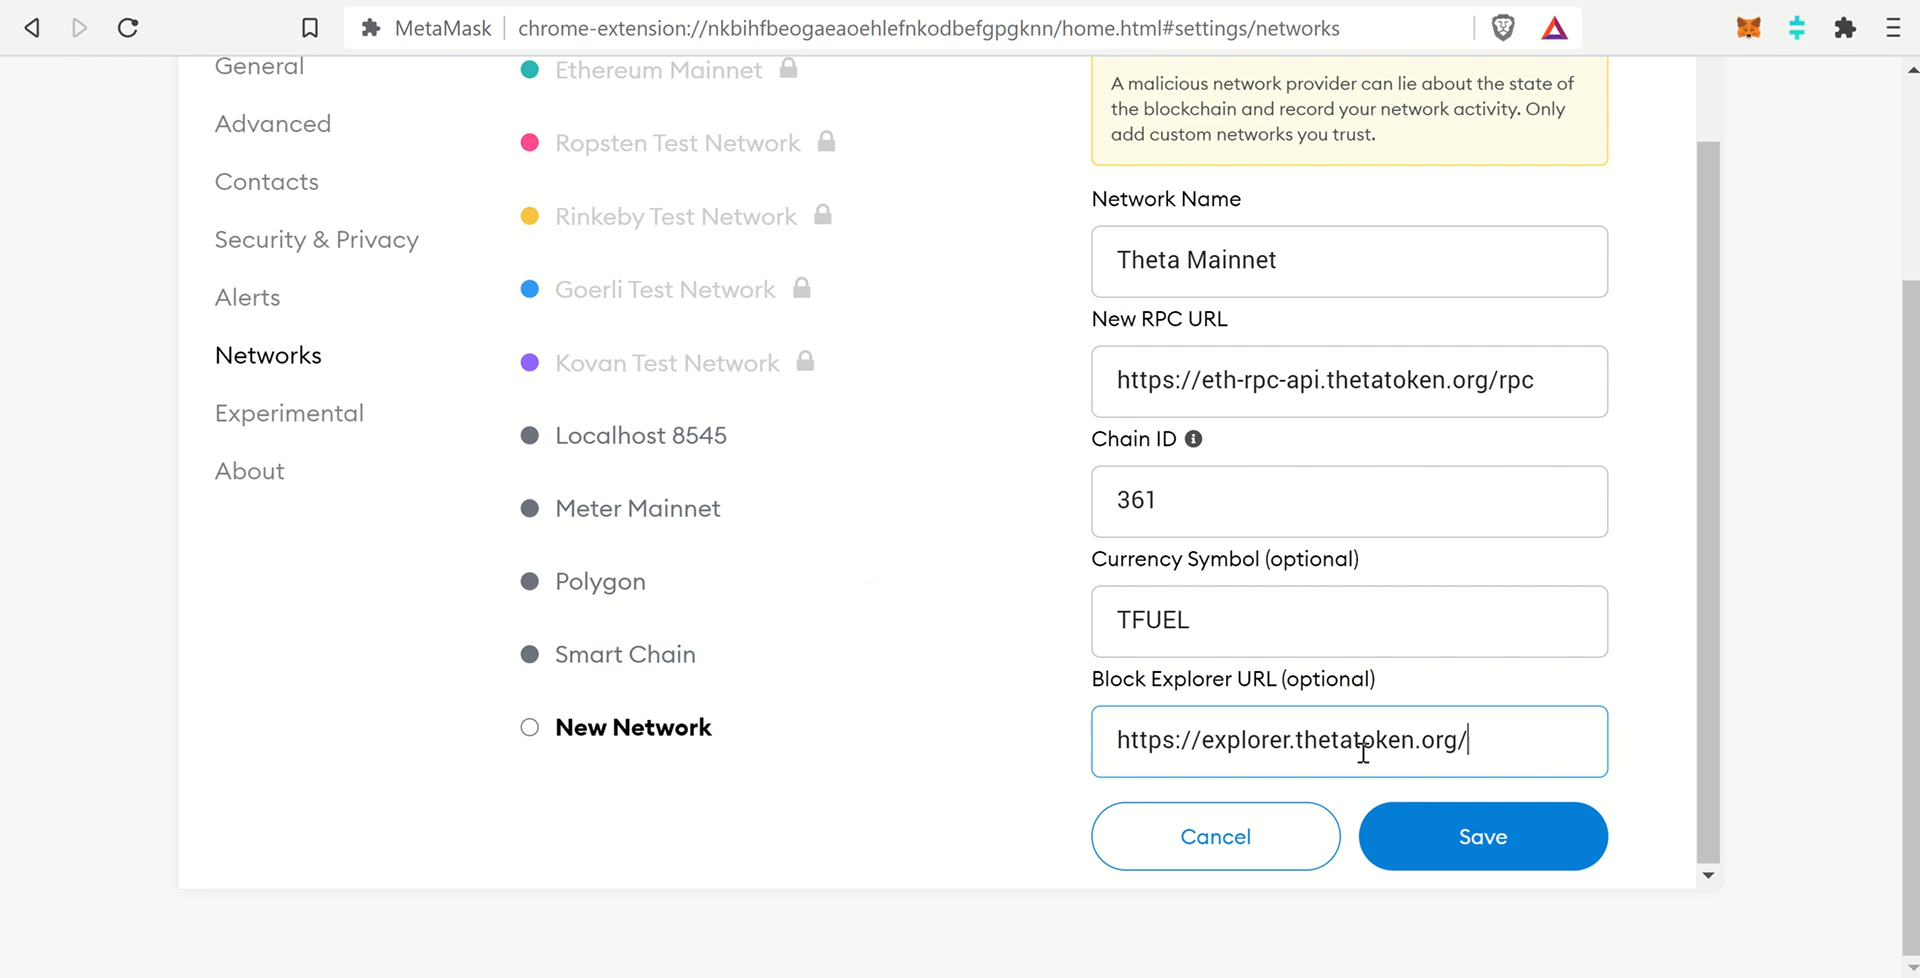 MetaMask
chrome-extension://nkbihfbeogaeaoehlefnkodbefgpgknn/home.html#settings/networks
General
Advanced
Contacts
Security & Privacy
Alerts
Networks
Experimental
About
Ethereum Mainnet
Ropsten Test Network
Rinkeby Test Network
Goerli Test Network
Kovan Test Network
Localhost 8545
Meter Mainnet
Polygon
Smart Chain
New Network
A malicious network provider can lie about the state of
the blockchain and record your network activity. Only
add custom networks you trust.
Network Name
Theta Mainnet
New RPC URL
https://eth-rpc-api.thetatoken.org/rpc
Chain ID
361
Currency Symbol (optional)
TFUEL
Block Explorer URL (optional)
https://explorer.thetatoken.org/
Cancel
Save